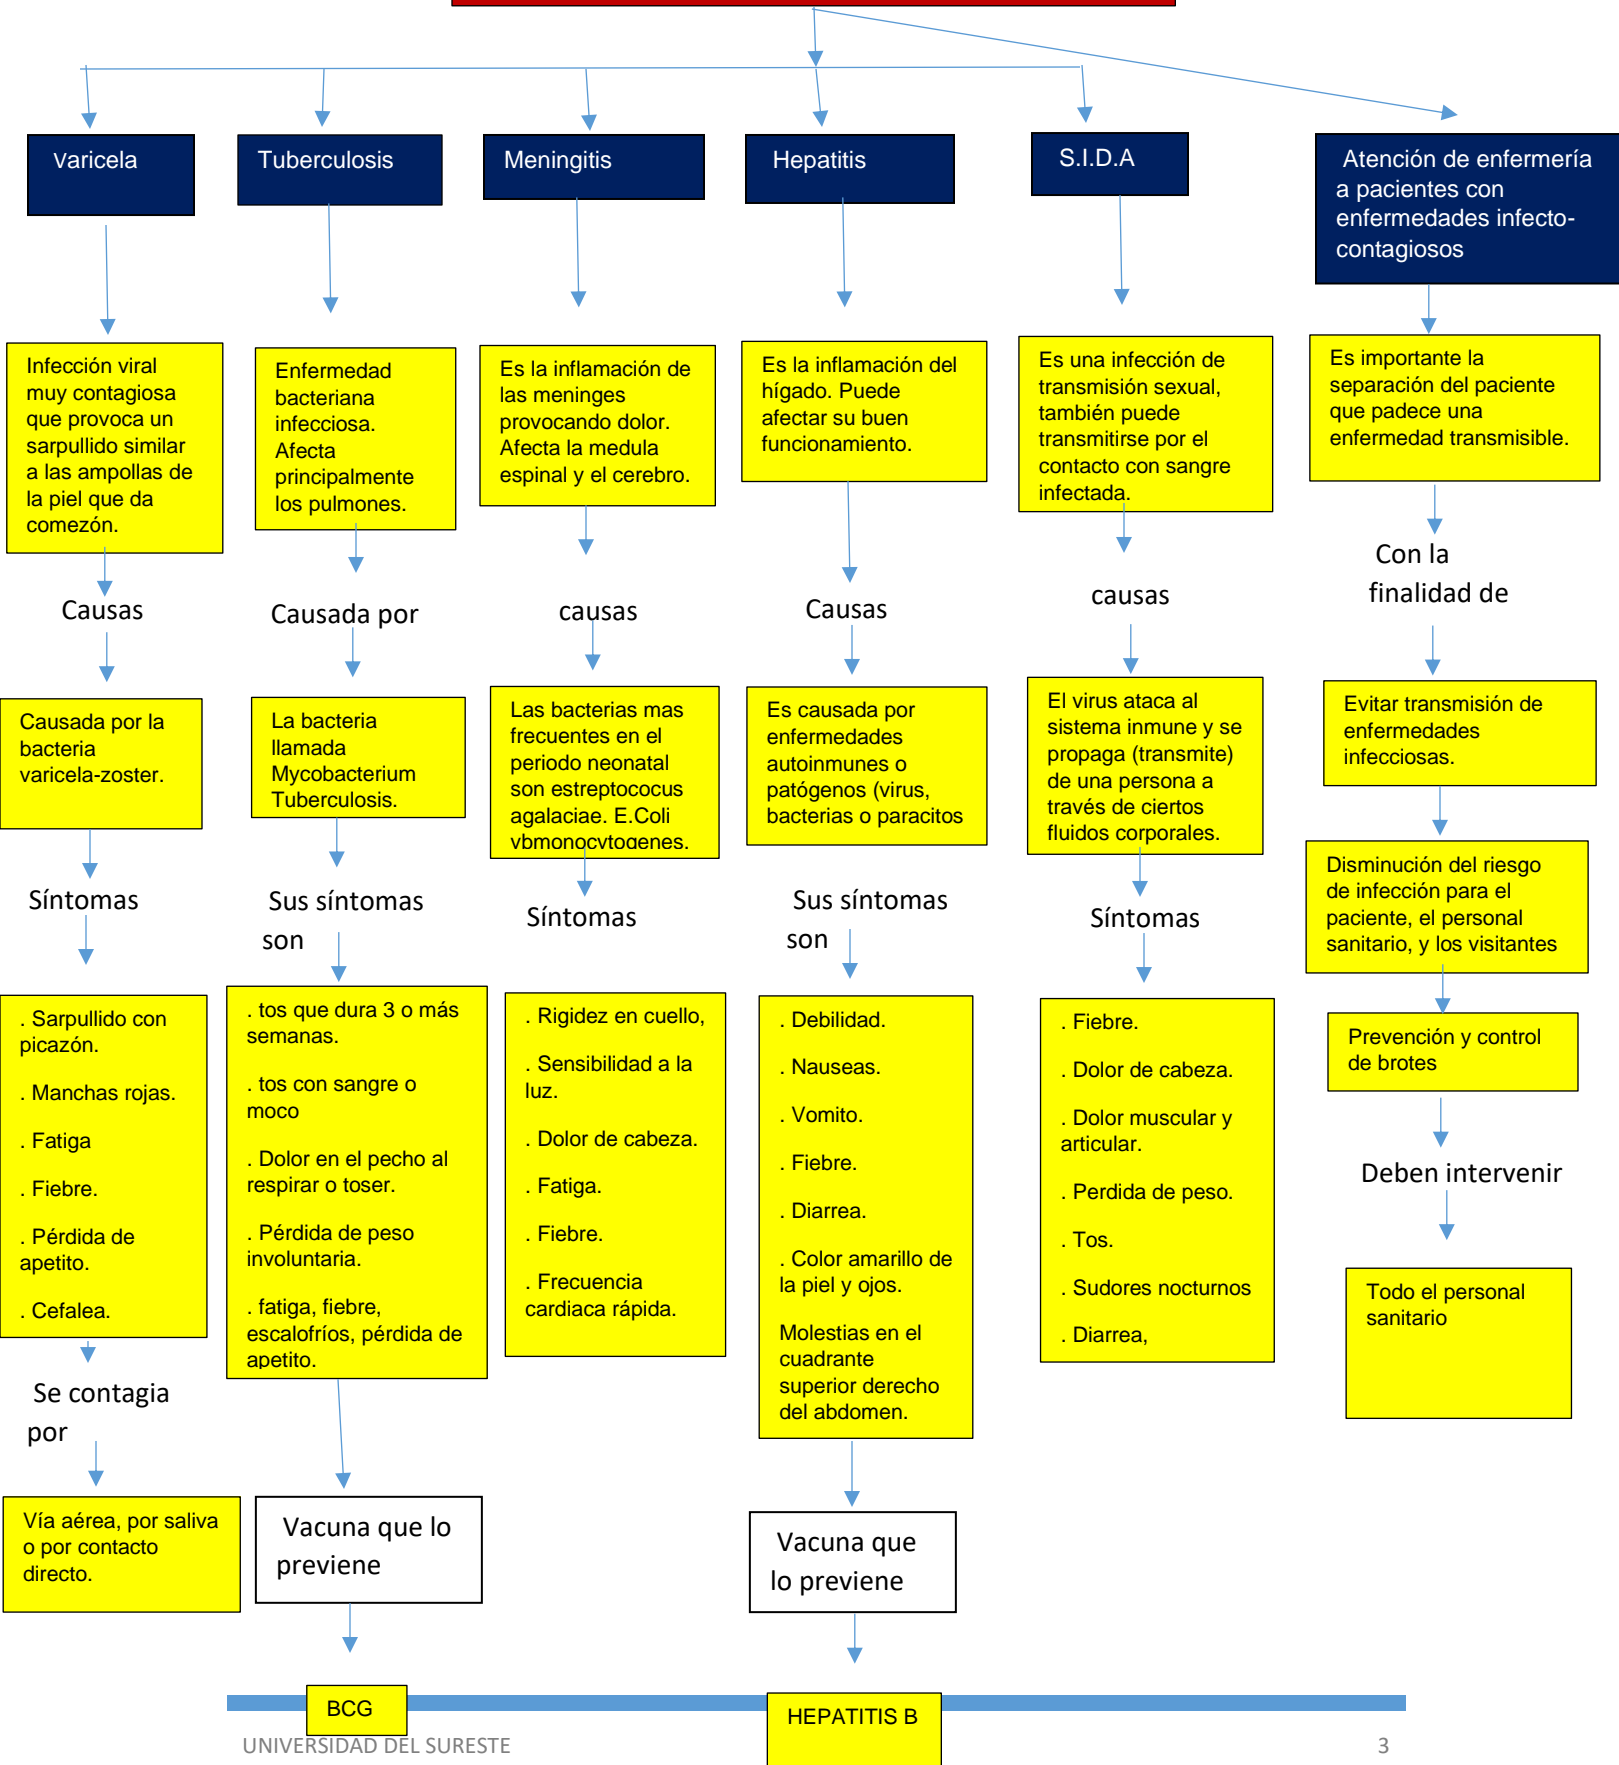 Varicela
Tuberculosis
Meningitis
Hepatitis
S.I.D.A
Atención de enfermería
a pacientes con
enfermedades infecto-
contagiosos
Infección viral
muy contagiosa
que provoca un
sarpullido similar
a las ampollas de
la piel que da
comezón.
Enfermedad
bacteriana
infecciosa.
Afecta
principalmente
los pulmones.
Es la inflamación de
las meninges
provocando dolor.
Afecta la medula
espinal y el cerebro.
Es la inflamación del
hígado. Puede
afectar su buen
funcionamiento.
Es una infección de
transmisión sexual,
también puede
transmitirse por el
contacto con sangre
infectada.
Es importante la
separación del paciente
que padece una
enfermedad transmisible.
Causas
Causada por
causas
Causas
causas
Con la
finalidad de
Causada por la
bacteria
varicela-zoster.
La bacteria
llamada
Mycobacterium
Tuberculosis.
Las bacterias mas
frecuentes en el
periodo neonatal
son estreptococus
agalaciae. E.Coli
ybmonocytogenes.
Es causada por
enfermedades
autoinmunes o
patógenos (virus,
bacterias o paracitos
El virus ataca al
sistema inmune y se
propaga (transmite)
de una persona a
través de ciertos
fluidos corporales.
Evitar transmisión de
enfermedades
infecciosas.
Disminución del riesgo
de infección para el
paciente, el personal
sanitario, y los visitantes
Síntomas
Sus síntomas
son
Síntomas
Sus síntomas
son
Síntomas
. Sarpullido con
picazón.
. Manchas rojas.
. Fatiga
. Fiebre.
. Pérdida de
apetito.
. Cefalea.
. tos que dura 3 o más
semanas.
. tos con sangre o
moco
. Dolor en el pecho al
respirar o toser.
. Pérdida de peso
involuntaria.
. fatiga, fiebre,
escalofríos, pérdida de
apetito.
. Rigidez en cuello,
. Sensibilidad a la
luz.
. Dolor de cabeza.
. Fatiga.
. Fiebre.
. Frecuencia
cardiaca rápida.
. Debilidad.
. Nauseas.
. Vomito.
. Fiebre.
. Diarrea.
. Color amarillo de
la piel y ojos.
Molestias en el
cuadrante
superior derecho
del abdomen.
. Fiebre.
. Dolor de cabeza.
. Dolor muscular y
articular.
. Perdida de peso.
. Tos.
. Sudores nocturnos
. Diarrea,
Prevención y control
de brotes
Deben intervenir
Todo el personal
sanitario
Se contagia
por
Vía aérea, por saliva
o por contacto
directo.
Vacuna que lo
previene
Vacuna que
lo previene
BCG
HEPATITIS B
UNIVERSIDAD DEL SURESTE
3